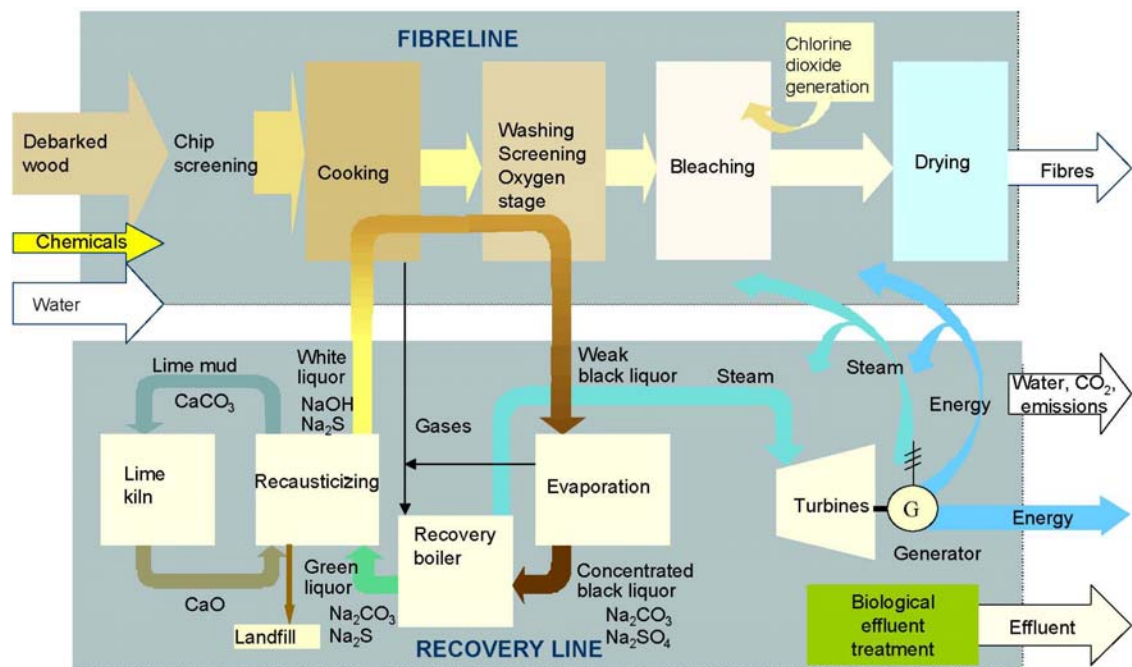 FIBRELINE
Chlorine
dioxide
generation
Debarked
wood
Chip
screening
Cooking
Washing
Screening
Oxygen
stage
Bleaching
Drying
Fibres
Chemicals
Water
Lime mud
CaCO₃
White
liquor
NaOH
Na₂S
Gases
Weak
black liquor
Steam
Steam
Energy
Water, CO₂,
emissions
Lime
kiln
Recausticizing
Recovery
boiler
Evaporation
Turbines
G
Generator
Energy
CaO
Green
liquor
Na₂CO₃
Na₂S
Landfill
Concentrated
black liquor
Na₂CO₃
Na₂SO₄
Biological
effluent
treatment
Effluent
RECOVERY LINE